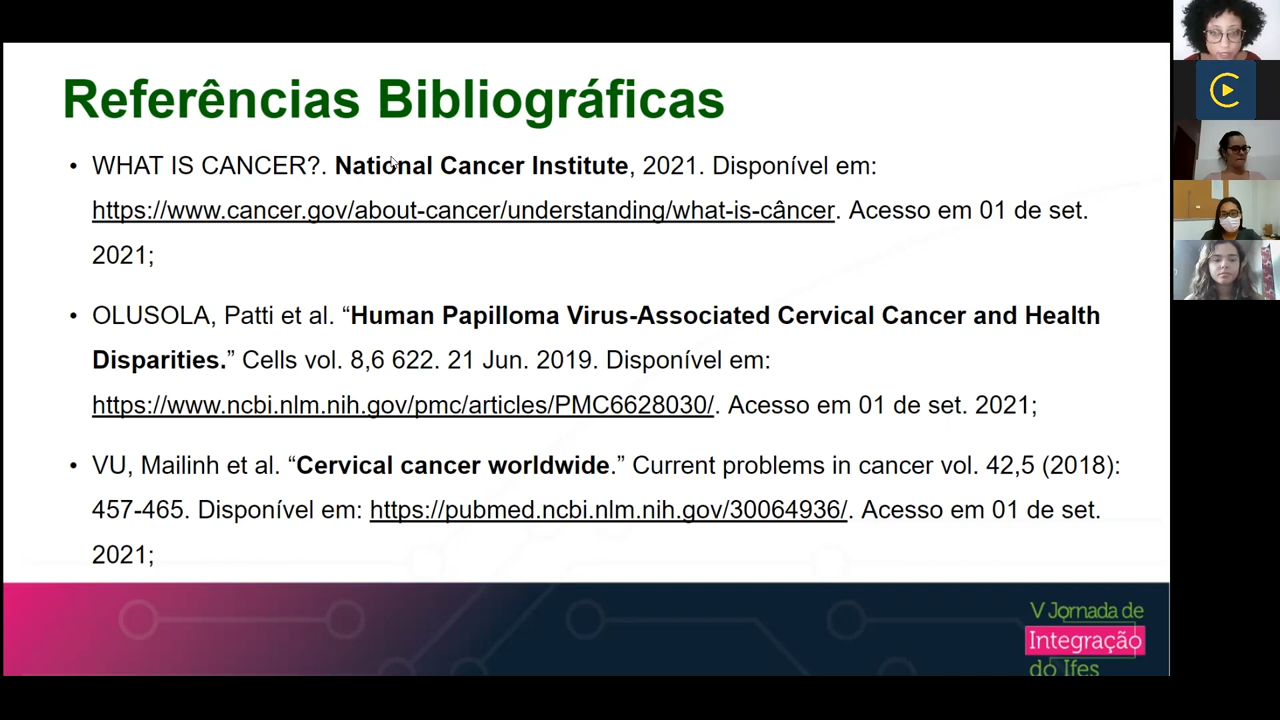 Referências Bibliográficas
• WHAT IS CANCER?. National Cancer Institute, 2021. Disponível em:
https://www.cancer.gov/about-cancer/understanding/what-is-câncer. Acesso em 01 de set.
2021;
• OLUSOLA, Patti et al. “Human Papilloma Virus-Associated Cervical Cancer and Health
Disparities.” Cells vol. 8,6 622. 21 Jun. 2019. Disponível em:
https://www.ncbi.nlm.nih.gov/pmc/articles/PMC6628030/. Acesso em 01 de set. 2021;
• VU, Mailinh et al. “Cervical cancer worldwide.” Current problems in cancer vol. 42,5 (2018):
457-465. Disponível em: https://pubmed.ncbi.nlm.nih.gov/30064936/. Acesso em 01 de set.
2021;
V Jornada de
Integração
do Ifes